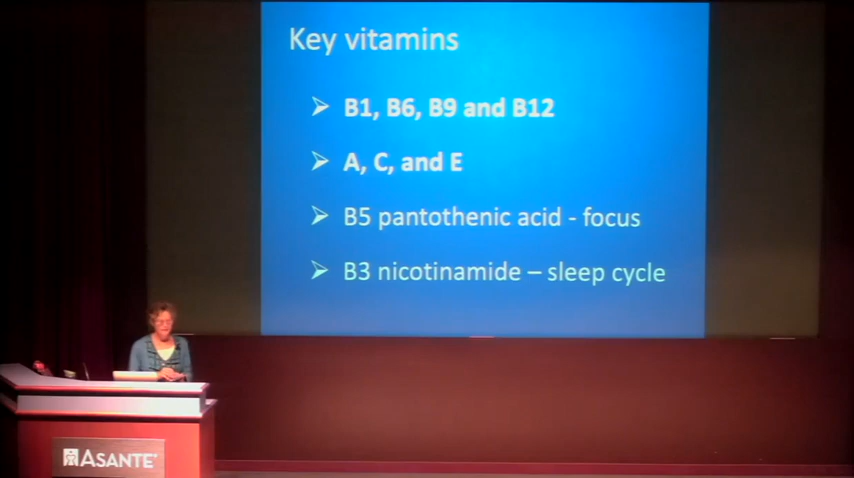 Key vitamins
➢ B1, B6, B9 and B12
➢ A, C, and E
➢ B5 pantothenic acid - focus
➢ B3 nicotinamide – sleep cycle
ASANTE